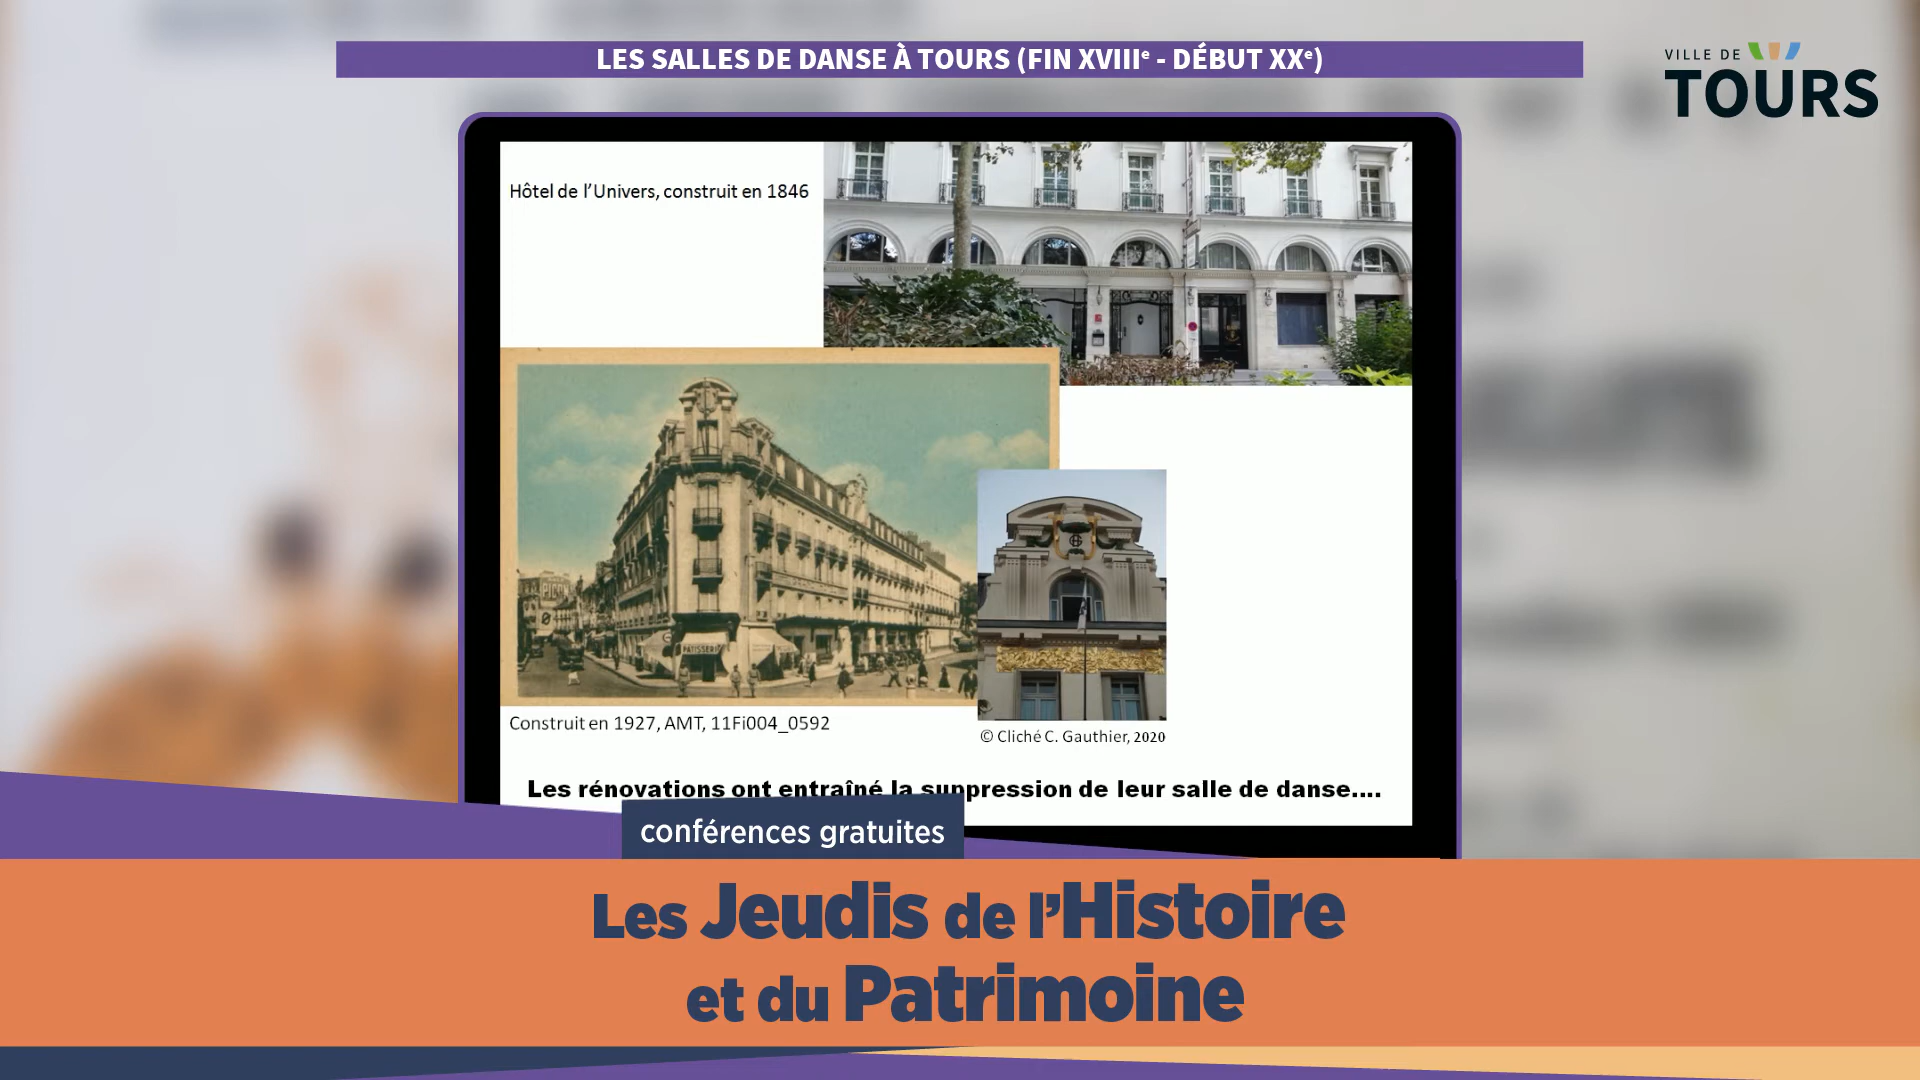 LES SALLES DE DANSE À TOURS (FIN XVIIIᵉ - DÉBUT XXᵉ)
VILLE DE
TOURS
Hôtel de l'Univers, construit en 1846
PICON
PATISSERIE
Construit en 1927, AMT, 11Fi004_0592
© Cliché C. Gauthier, 2020
Les rénovations ont entraîné la suppression de leur salle de danse....
conférences gratuites
Les Jeudis de l'Histoire
et du Patrimoine